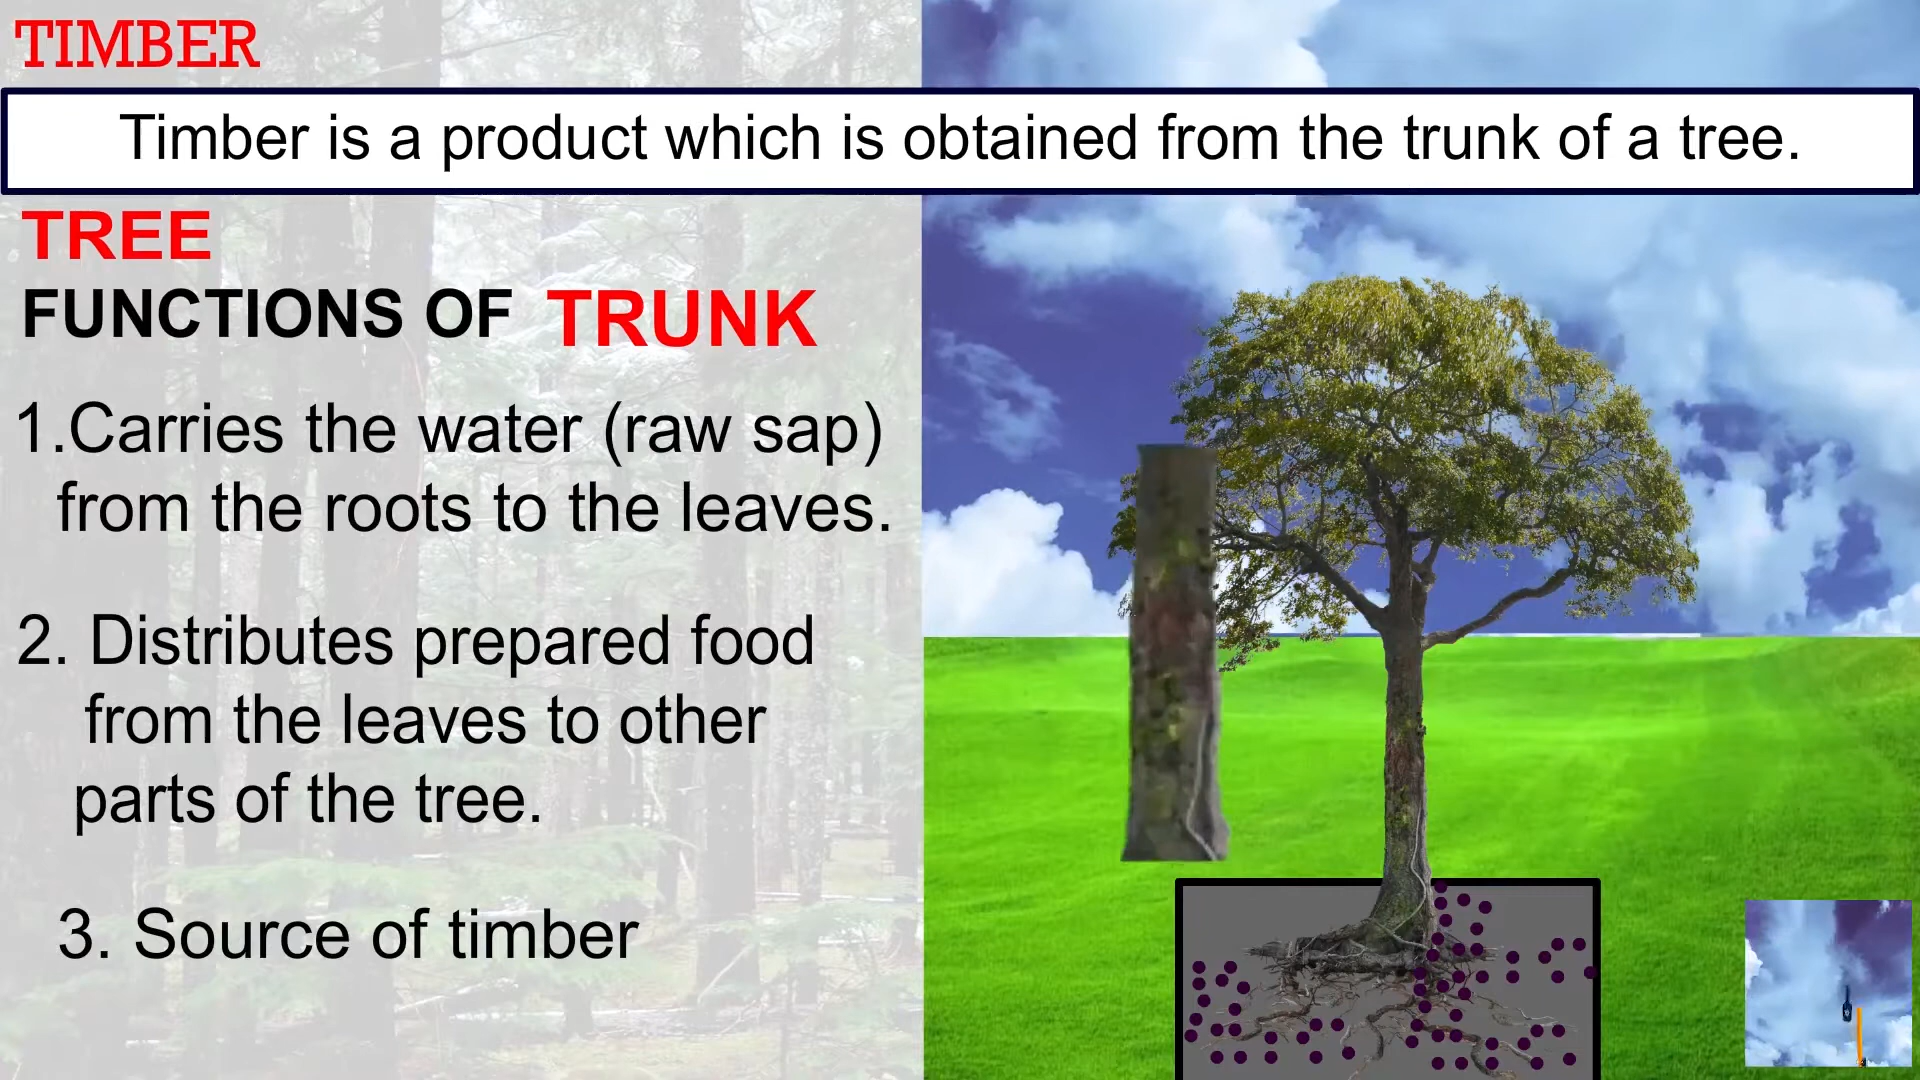 TIMBER
Timber is a product which is obtained from the trunk of a tree.
TREE
FUNCTIONS OF TRUNK
1.Carries the water (raw sap)
from the roots to the leaves.
2. Distributes prepared food
from the leaves to other
parts of the tree.
3. Source of timber